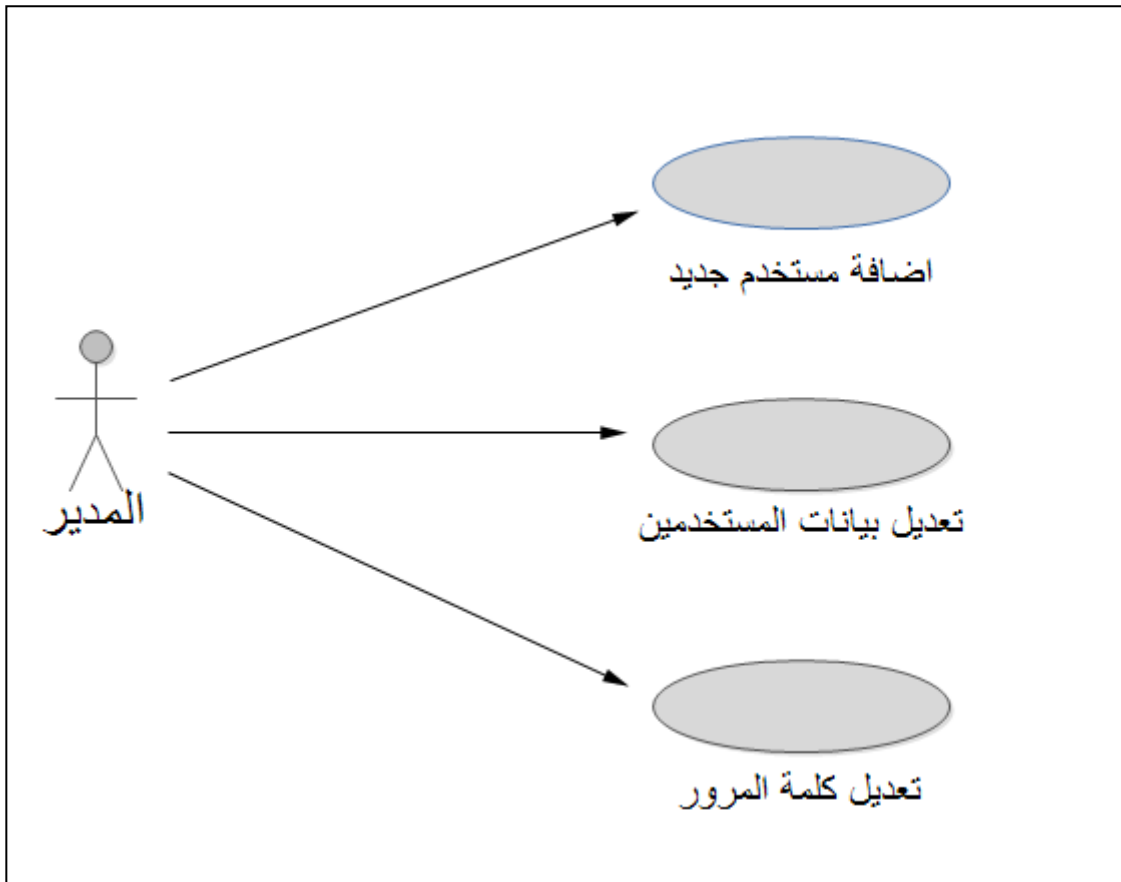 اضافة مستخدم جديد
المدير
تعديل بيانات المستخدمين
تعديل كلمة المرور